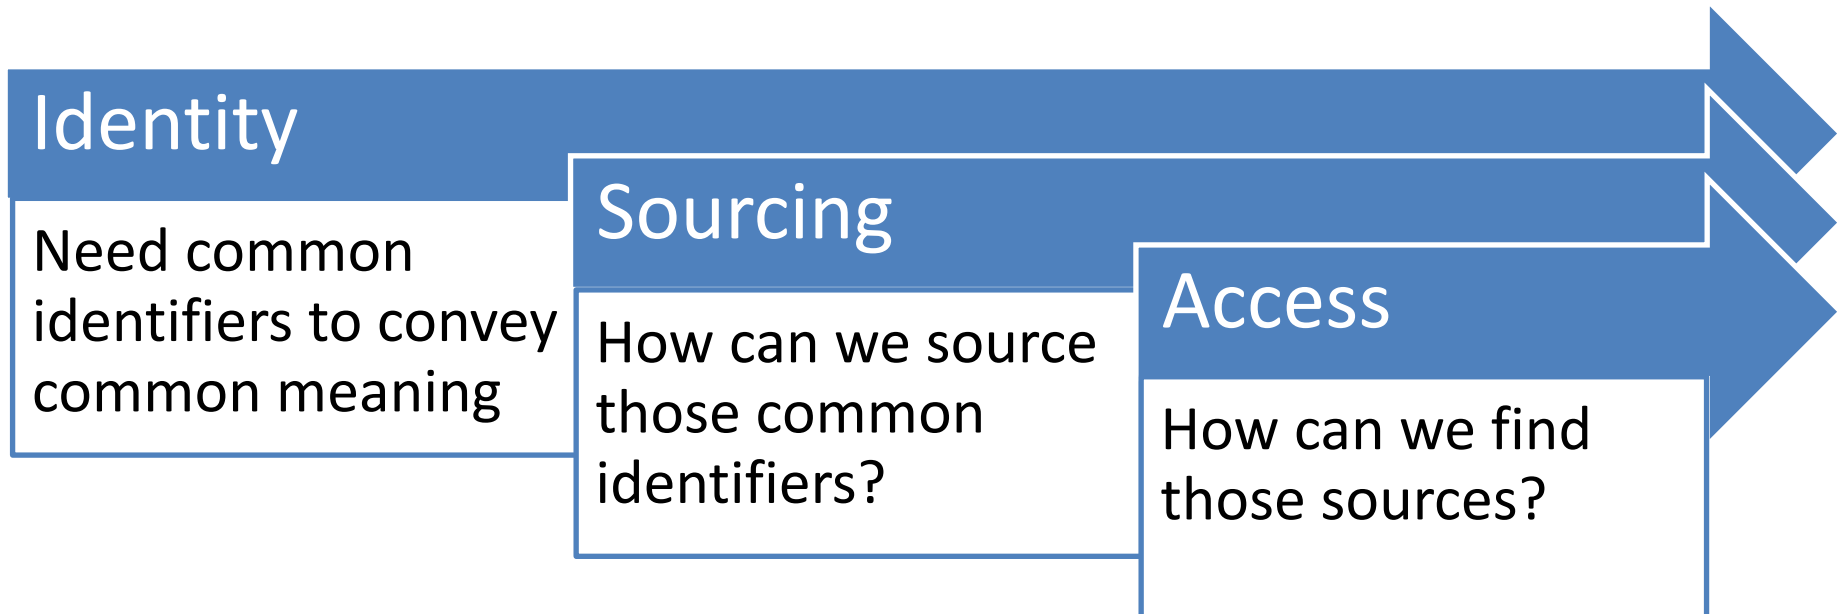 Identity
Need common
identifiers to convey
common meaning
Sourcing
How can we source
those common
identifiers?
Access
How can we find
those sources?